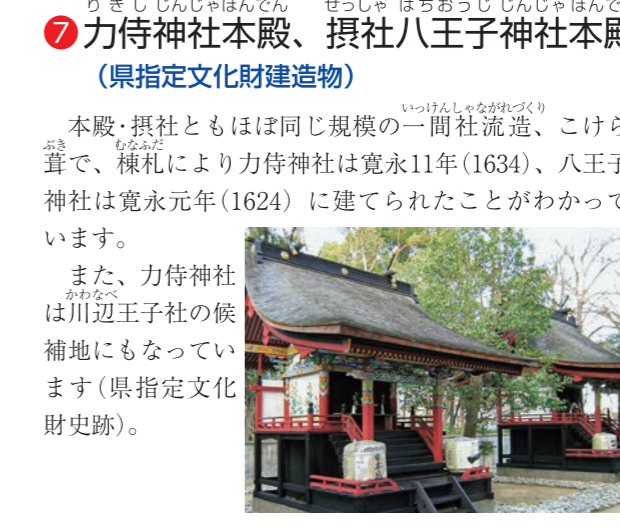 りきしじんじゃほんでん せっしゃ はちおうじじんじゃほんで
❼力侍神社本殿、摂社八王子神社本殿
（県指定文化財建造物）
いっけんしゃながれづくり
本殿・摂社ともほぼ同じ規模の一間社流造、こけら
ぶき むなふだ
葺で、棟札により力侍神社は寛永11年(1634)、八王子
神社は寛永元年(1624) に建てられたことがわかって
います。
また、力侍神社
かわなべ
は川辺王子社の候
補地にもなってい
ます(県指定文化
財史跡)。